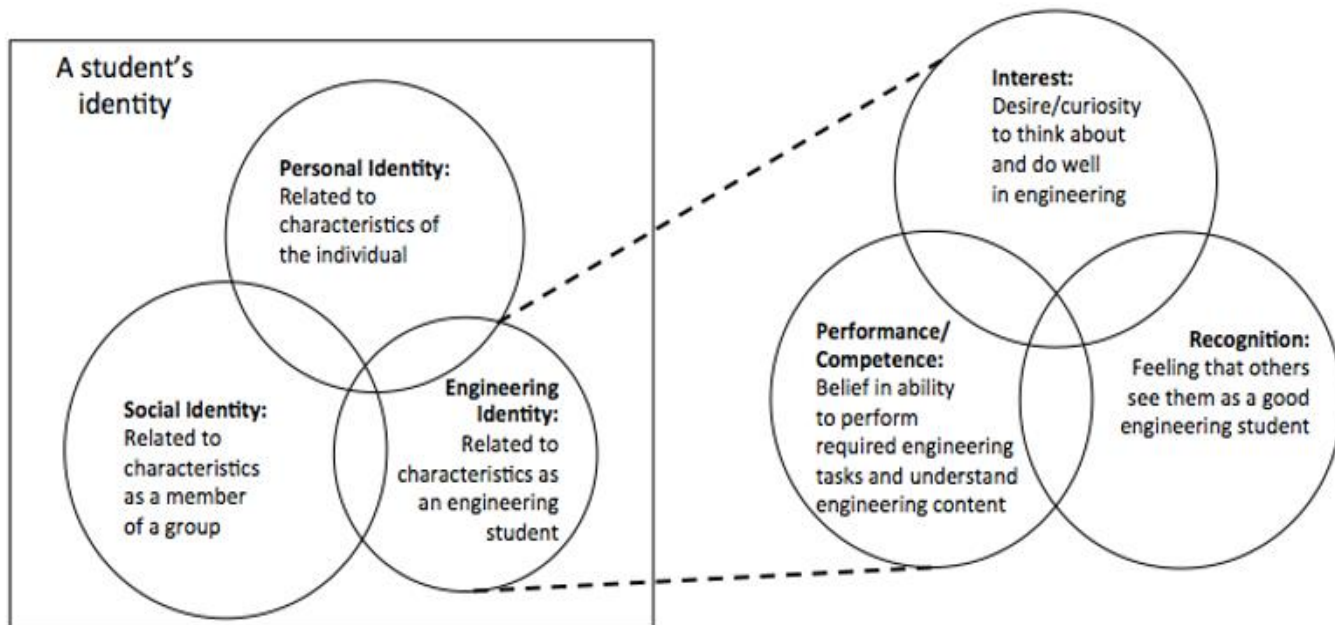 A student's
identity
Personal Identity:
Related to
characteristics of
the individual
Social Identity:
Related to
characteristics
as a member
of a group
Engineering
Identity:
Related to
characteristics as
an engineering
student
Interest:
Desire/curiosity
to think about
and do well
in engineering
Performance/
Competence:
Belief in ability
to perform
required engineering
tasks and understand
engineering content
Recognition:
Feeling that others
see them as a good
engineering student